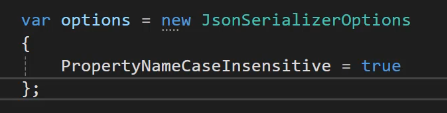 var options = new JsonSerializerOptions
{
    PropertyNameCaseInsensitive = true
};